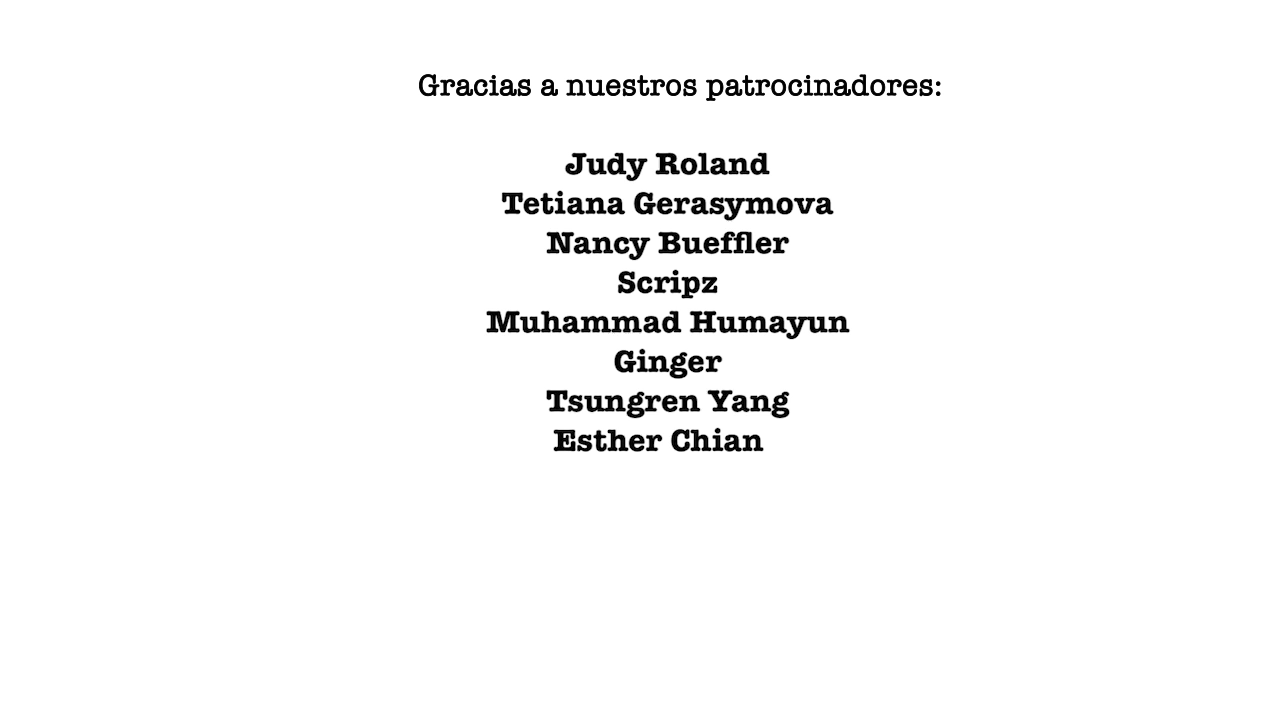 Gracias a nuestros patrocinadores:
Judy Roland
Tetiana Gerasymova
Nancy Bueffler
Scripz
Muhammad Humayun
Ginger
Tsungren Yang
Esther Chian